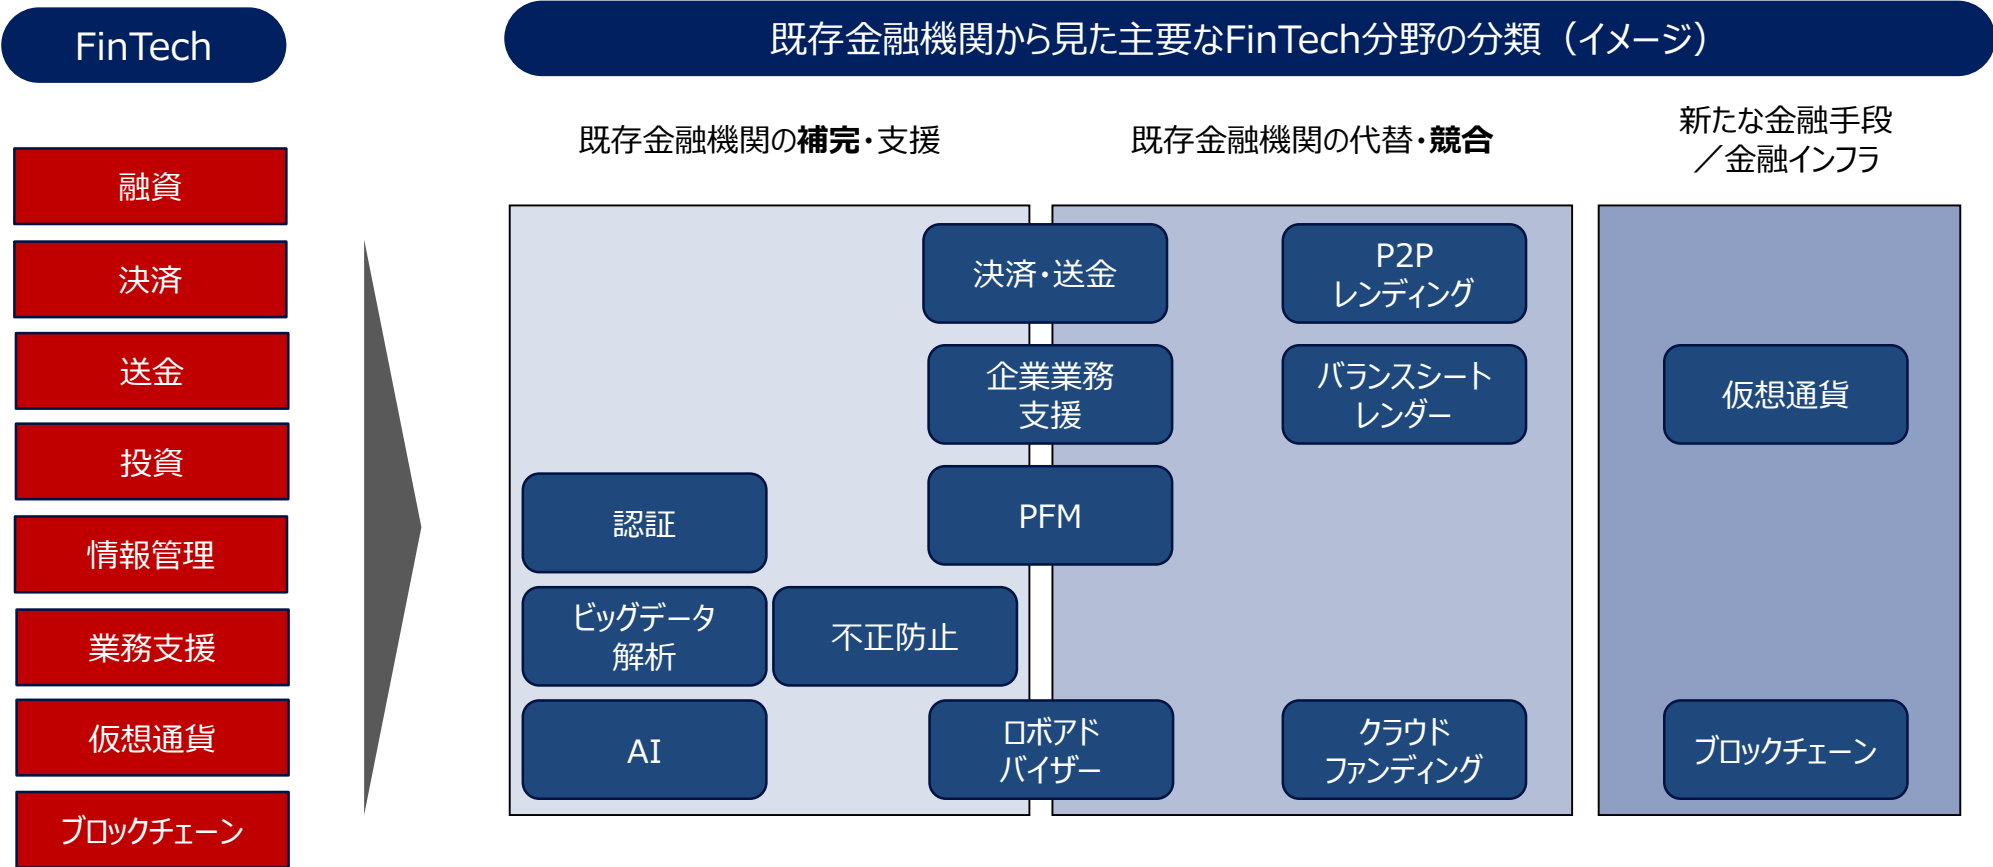 FinTech
融資
決済
送金
投資
情報管理
業務支援
仮想通貨
ブロックチェーン
既存金融機関から見た主要なFinTech分野の分類（イメージ）
既存金融機関の補完・支援
既存金融機関の代替・競合
新たな金融手段
／金融インフラ
決済・送金
P2P
レンディング
企業業務
支援
バランスシート
レンダー
仮想通貨
認証
PFM
ビッグデータ
解析
不正防止
AI
ロボアド
バイザー
クラウド
ファンディング
ブロックチェーン